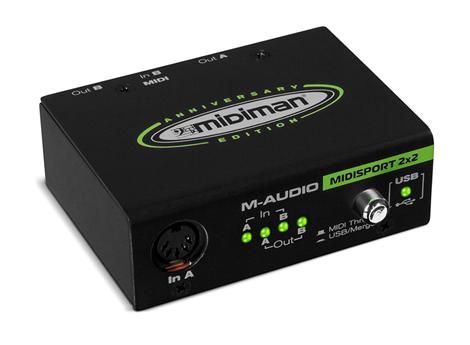 Out B
In B
MIDI
Out A
ANNIVERSARY
midiman
EDITION
M-AUDIO
MIDISPORT 2x2
In
A B
A B
Out
USB
MIDI Thru
USB/Merge
In A